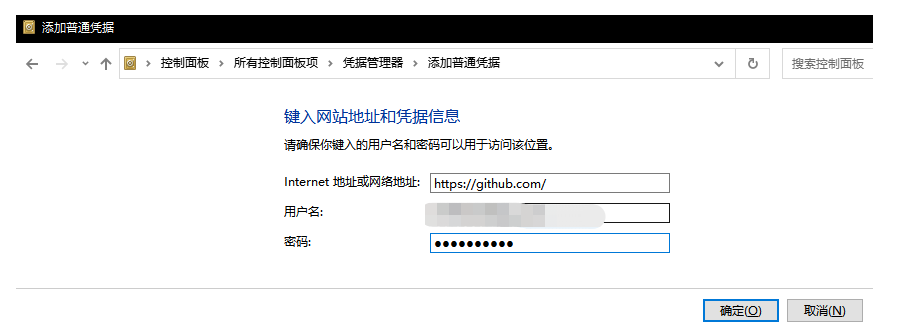 添加普通凭据
控制面板 > 所有控制面板项 > 凭据管理器 > 添加普通凭据
搜索控制面板
键入网站地址和凭据信息
请确保你键入的用户名和密码可以用于访问该位置。
Internet 地址或网络地址: https://github.com/
用户名:
密码: ●●●●●●●●●●
确定(O) 取消(N)